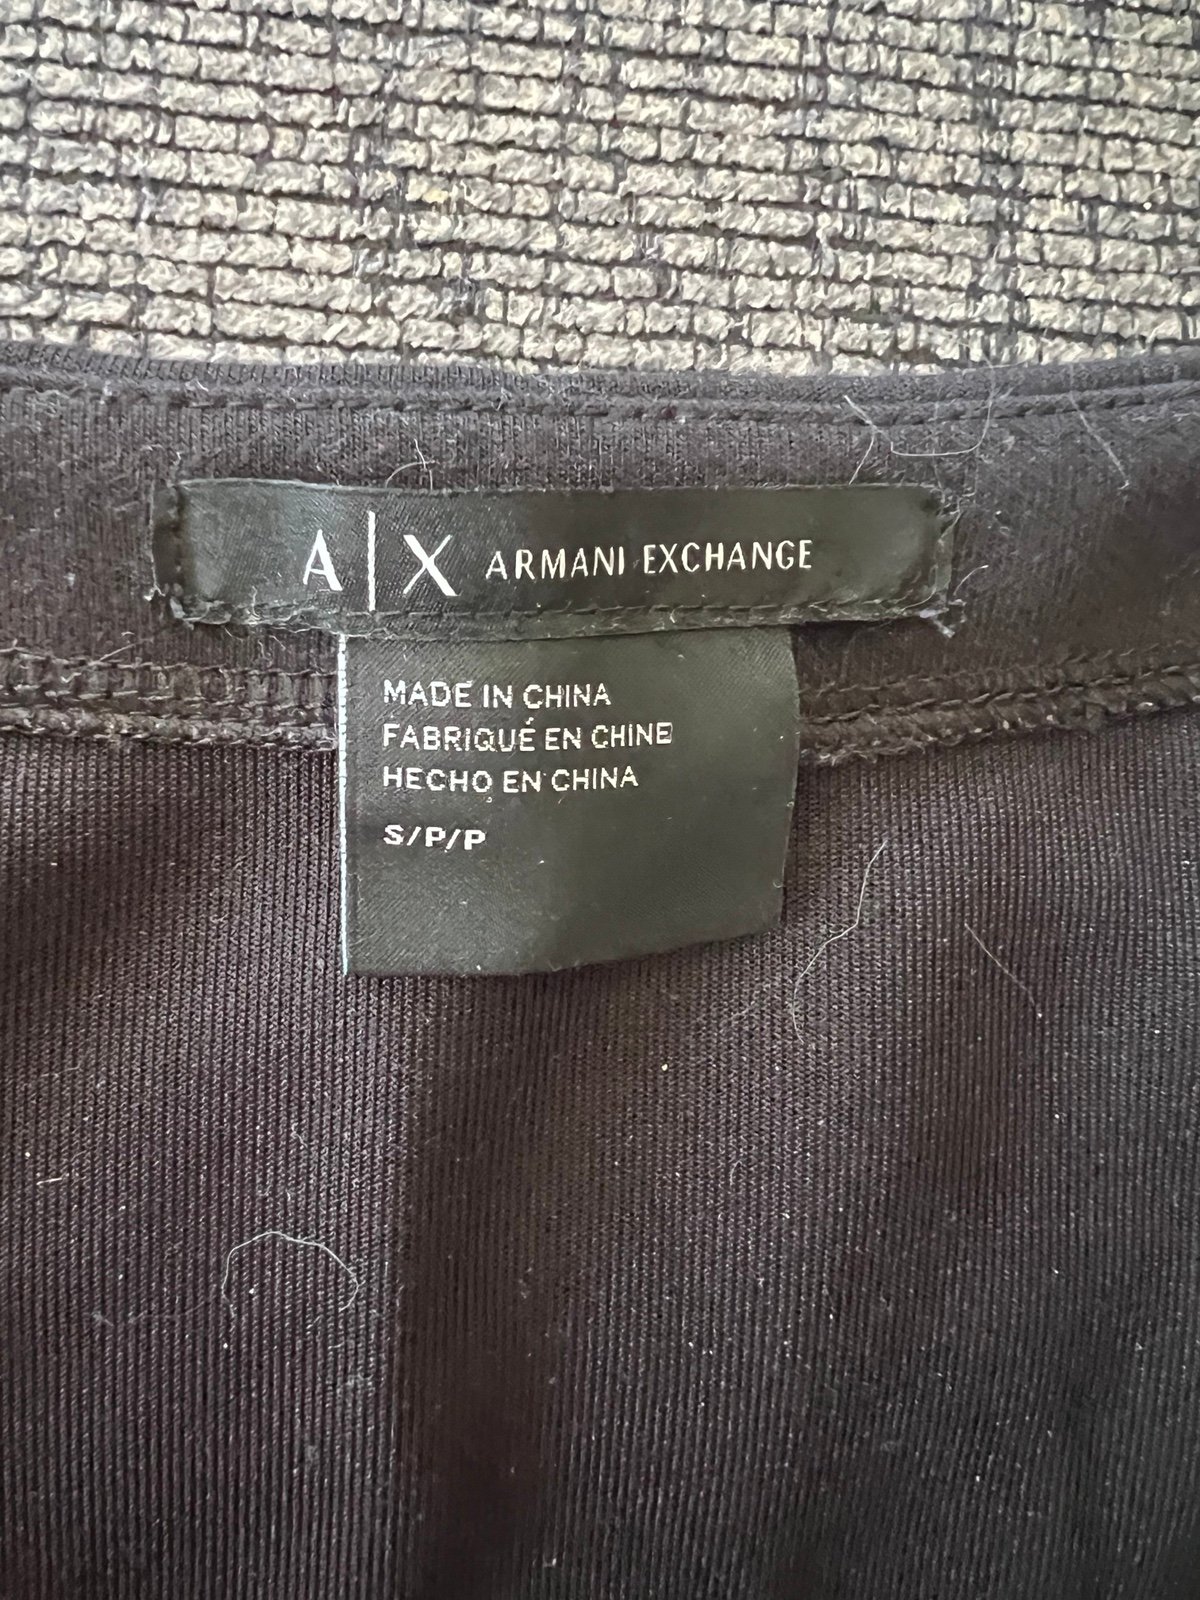 A|X ARMANI EXCHANGE
MADE IN CHINA
FABRIQUÉ EN CHINE
HECHO EN CHINA
S/P/P